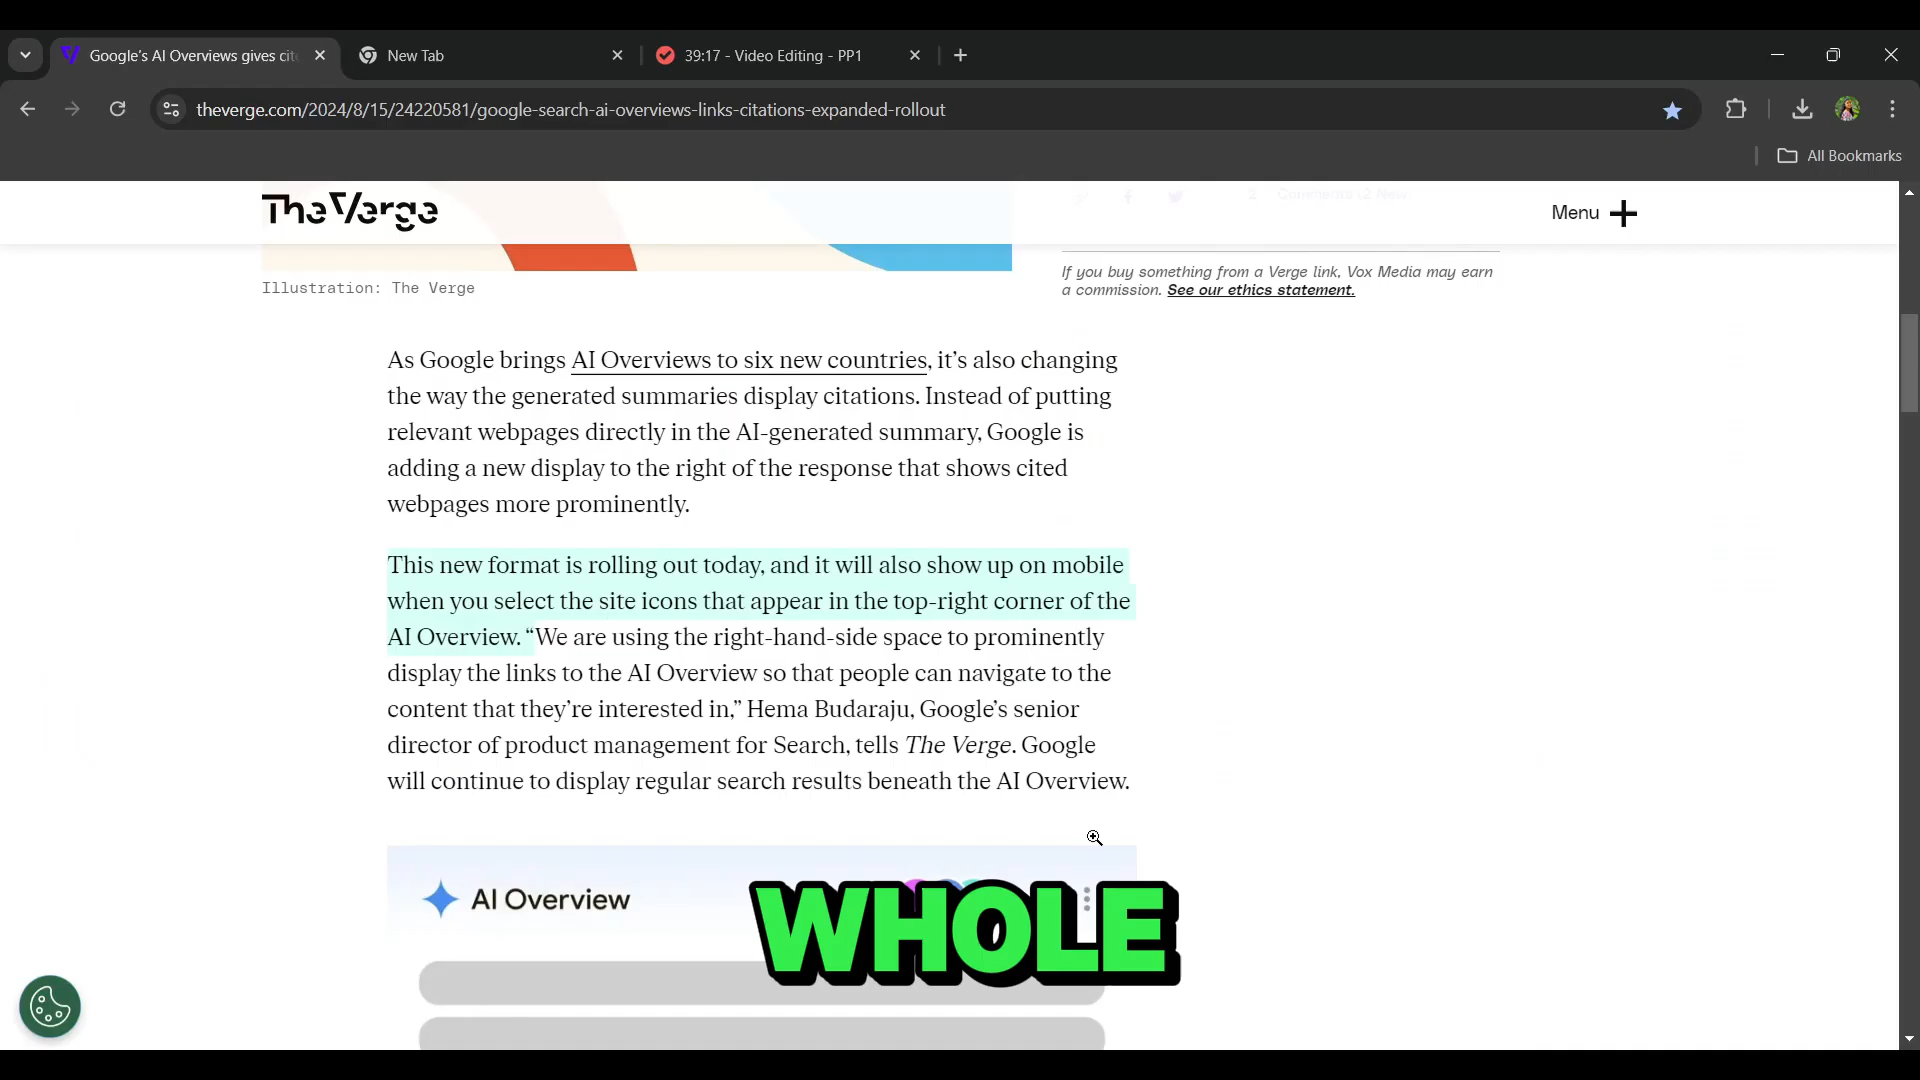 Google's AI Overviews gives cit
New Tab
39:17 - Video Editing - PP1
theverge.com/2024/8/15/24220581/google-search-ai-overviews-links-citations-expanded-rollout
All Bookmarks
The Verge
Menu
Illustration: The Verge
If you buy something from a Verge link, Vox Media may earn
a commission. See our ethics statement.
As Google brings AI Overviews to six new countries, it’s also changing
the way the generated summaries display citations. Instead of putting
relevant webpages directly in the AI-generated summary, Google is
adding a new display to the right of the response that shows cited
webpages more prominently.
This new format is rolling out today, and it will also show up on mobile
when you select the site icons that appear in the top-right corner of the
AI Overview. “We are using the right-hand-side space to prominently
display the links to the AI Overview so that people can navigate to the
content that they’re interested in,” Hema Budaraju, Google’s senior
director of product management for Search, tells The Verge. Google
will continue to display regular search results beneath the AI Overview.
AI Overview
WHOLE